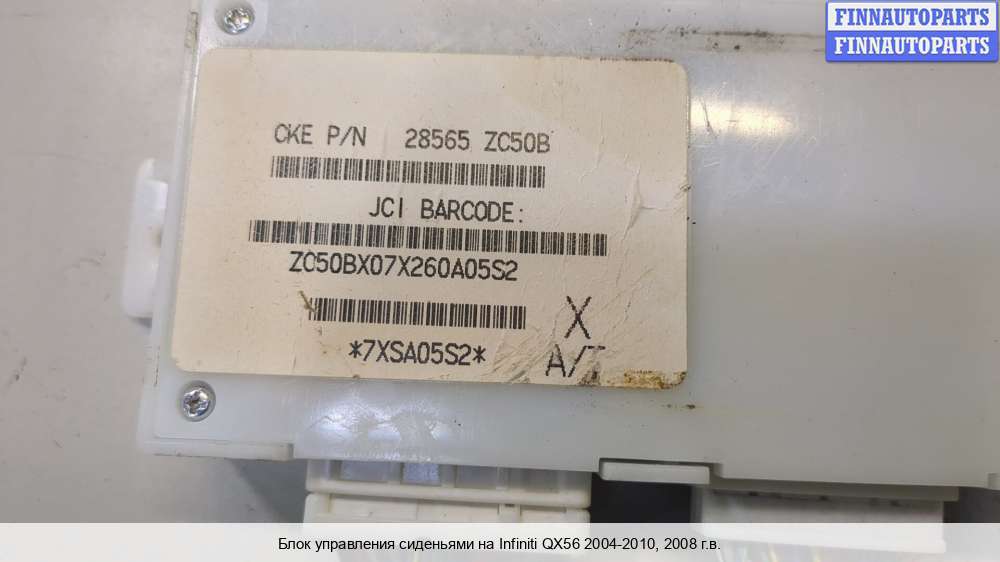 FINNAUTOPARTS
FINNAUTOPARTS
CKE P/N 28565 ZC50B
JCI BARCODE:
ZC50BX07X260A05S2
X
*7XSA05S2* A/T
Блок управления сиденьями на Infiniti QX56 2004-2010, 2008 г.в.